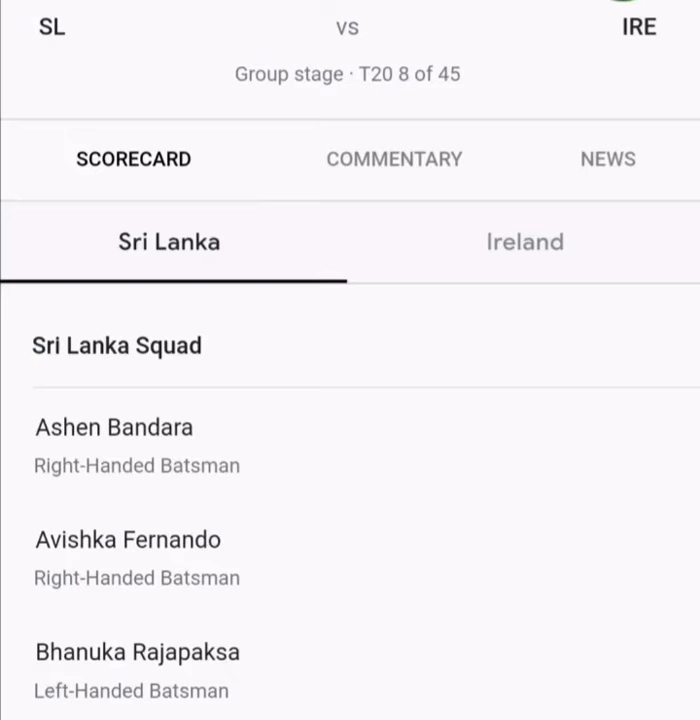 SL vs IRE
Group stage · T20 8 of 45
SCORECARD COMMENTARY NEWS
Sri Lanka Ireland
Sri Lanka Squad
Ashen Bandara
Right-Handed Batsman
Avishka Fernando
Right-Handed Batsman
Bhanuka Rajapaksa
Left-Handed Batsman